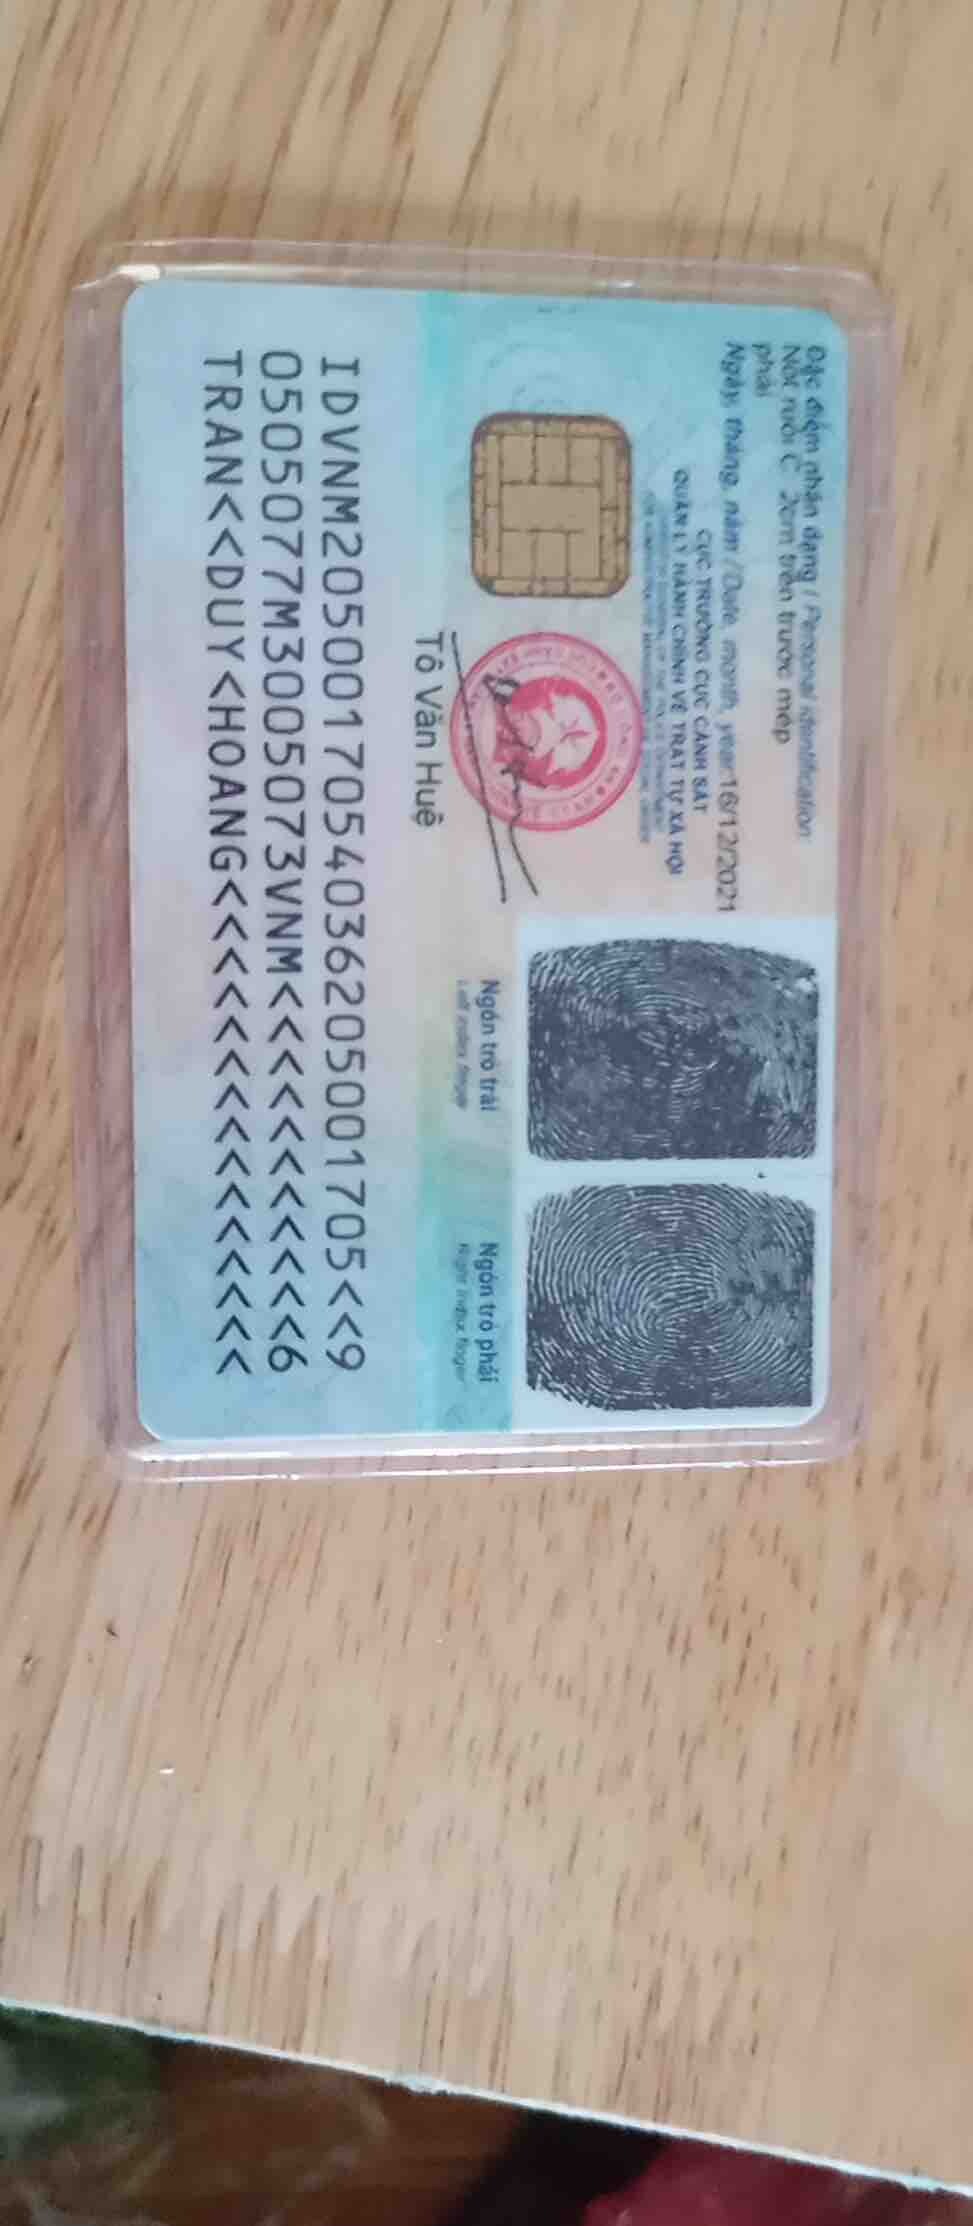 Đặc điểm nhân dạng / Personal identification:
Nốt ruồi C: 2cm trên trước mép
phải
Ngày, tháng, năm / Date, month, year: 16/12/2021
CỤC TRƯỞNG CỤC CẢNH SÁT
QUẢN LÝ HÀNH CHÍNH VỀ TRẬT TỰ XÃ HỘI
Tô Văn Huệ
Ngón trỏ trái
Left index finger
Ngón trỏ phải
Right index finger
IDVNM2050017054036205001705<<9
0505077M3005073VNM<<<<<<<<<<<6
TRAN<<DUY<HOANG<<<<<<<<<<<<<<<